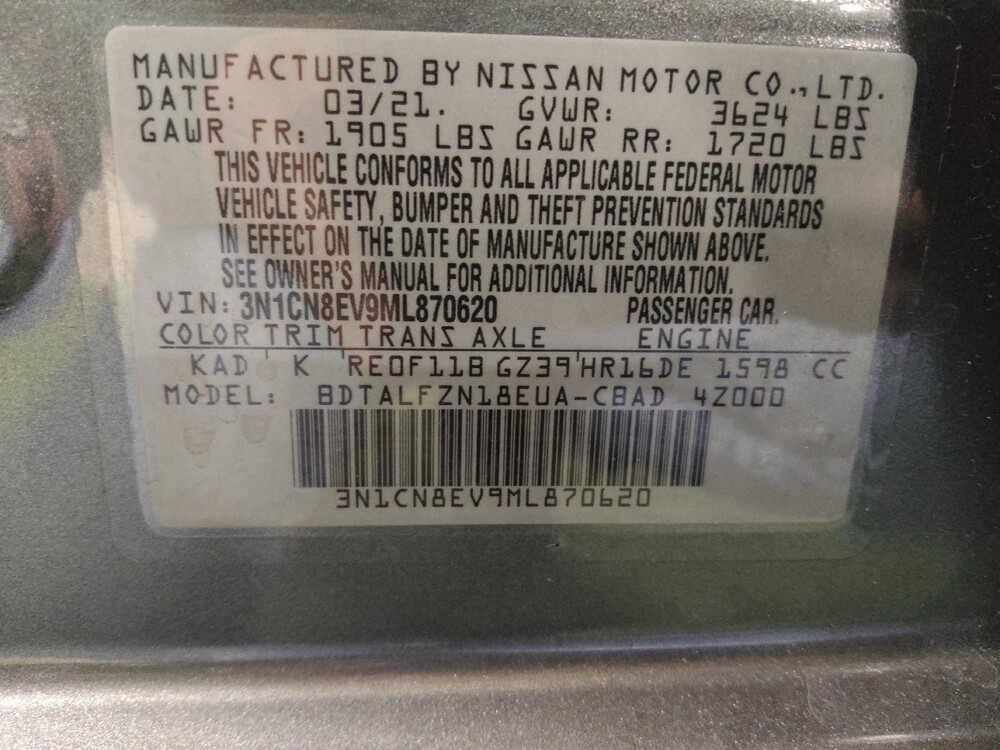 MANUFACTURED BY NISSAN MOTOR CO., LTD.
DATE: 03/21. GVWR: 3624 LBS
GAWR FR: 1905 LBS GAWR RR: 1720 LBS
THIS VEHICLE CONFORMS TO ALL APPLICABLE FEDERAL MOTOR
VEHICLE SAFETY, BUMPER AND THEFT PREVENTION STANDARDS
IN EFFECT ON THE DATE OF MANUFACTURE SHOWN ABOVE.
SEE OWNER'S MANUAL FOR ADDITIONAL INFORMATION.
VIN: 3N1CN8EV9ML870620 PASSENGER CAR.
COLOR TRIM TRANS AXLE ENGINE
KAD K RE0F11B GZ39 HR16DE 1598 CC
MODEL: BDTALFZN18EUA-CBAD 4Z000
3N1CN8EV9ML870620